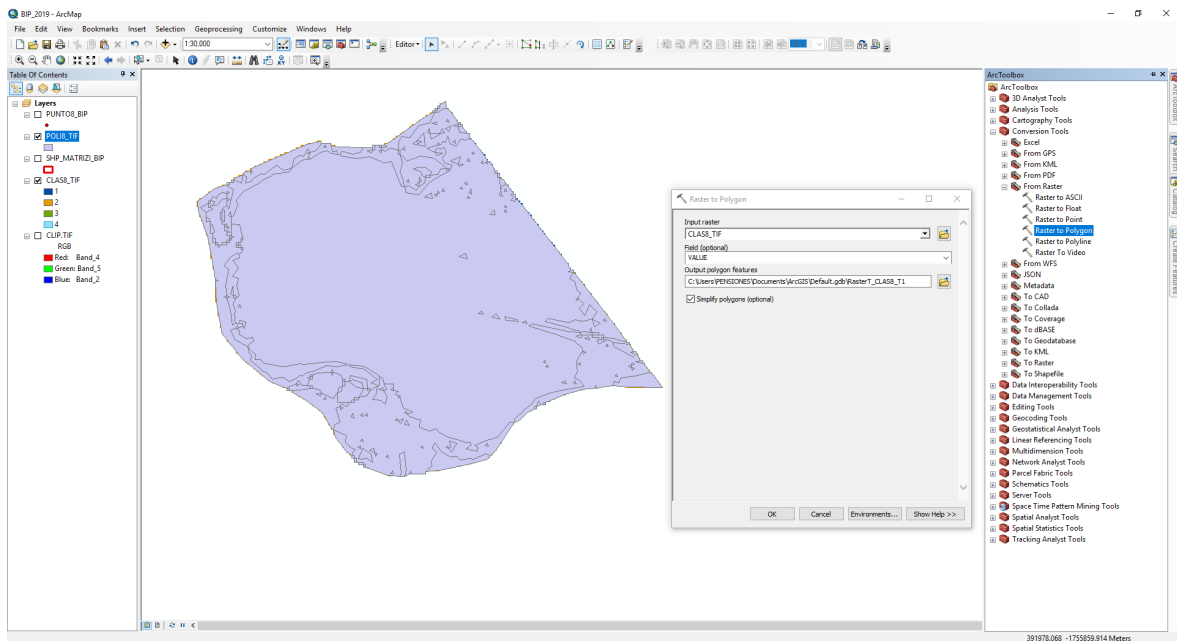 BIP_2019 - ArcMap
File Edit View Bookmarks Insert Selection Geoprocessing Customize Windows Help
1:30,000
Editor
Table Of Contents
Layers
PUNTO8_BIP
POLI8_TIF
SHP_MATRIZI_BIP
CLAS8_TIF
1
2
3
4
CLIP.TIF
RGB
Red: Band_4
Green: Band_5
Blue: Band_2
Raster to Polygon
Input raster
CLAS8_TIF
Field (optional)
VALUE
Output polygon features
C:\Users\PENSIONES\Documents\ArcGIS\Default.gdb\RasterT_CLAS8_T1
Simplify polygons (optional)
OK Cancel Environments... Show Help >>
ArcToolbox
ArcToolbox
3D Analyst Tools
Analysis Tools
Cartography Tools
Conversion Tools
Excel
From GPS
From KML
From PDF
From Raster
Raster to ASCII
Raster to Float
Raster to Point
Raster to Polygon
Raster to Polyline
Raster To Video
From WFS
JSON
Metadata
To CAD
To Collada
To Coverage
To dBASE
To Geodatabase
To KML
To Raster
To Shapefile
Data Interoperability Tools
Data Management Tools
Editing Tools
Geocoding Tools
Geostatistical Analyst Tools
Linear Referencing Tools
Multidimension Tools
Network Analyst Tools
Parcel Fabric Tools
Schematics Tools
Server Tools
Space Time Pattern Mining Tools
Spatial Analyst Tools
Spatial Statistics Tools
Tracking Analyst Tools
ArcToolbox
Search
Catalog
Create Features
391978.068 -1755859.914 Meters